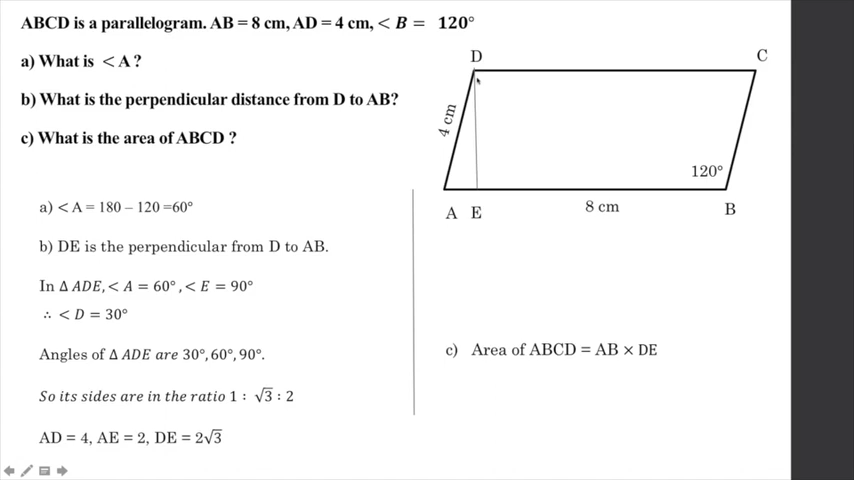 ABCD is a parallelogram. AB = 8 cm, AD = 4 cm, < B = 120°
a) What is < A ?
b) What is the perpendicular distance from D to AB?
c) What is the area of ABCD ?
D
C
4 cm
120°
A E
8 cm
B
a) < A = 180 – 120 =60°
b) DE is the perpendicular from D to AB.
In Δ ADE, < A = 60° , < E = 90°
∴ < D = 30°
Angles of Δ ADE are 30°, 60°, 90°.
So its sides are in the ratio 1 : √3 : 2
AD = 4, AE = 2, DE = 2√3
c) Area of ABCD = AB × DE